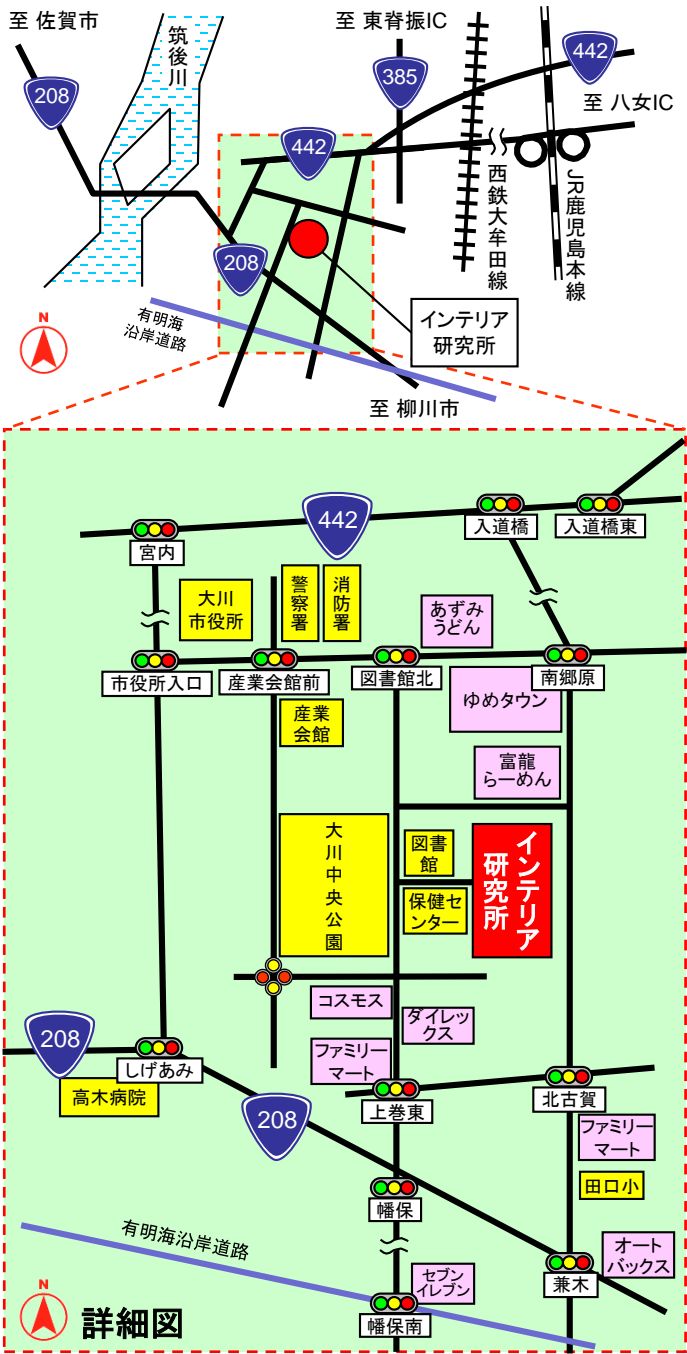 至 佐賀市
筑後川
至 東脊振IC
442
208
385
至 八女IC
442
西鉄大牟田線
JR鹿児島本線
208
有明海
沿岸道路
インテリア
研究所
N
至 柳川市
442
入道橋
入道橋東
宮内
大川
市役所
警察署
消防署
あずみ
うどん
市役所入口
産業会館前
図書館北
南郷原
ゆめタウン
産業
会館
富龍
らーめん
大川中央公園
図書
館
インテリア
研究所
保健セ
ンター
コスモス
ダイレッ
クス
208
しげあみ
ファミリー
マート
高木病院
上巻東
北古賀
208
ファミリー
マート
田口小
幡保
有明海沿岸道路
オート
バックス
セブン
イレブン
兼木
N
詳細図
幡保南